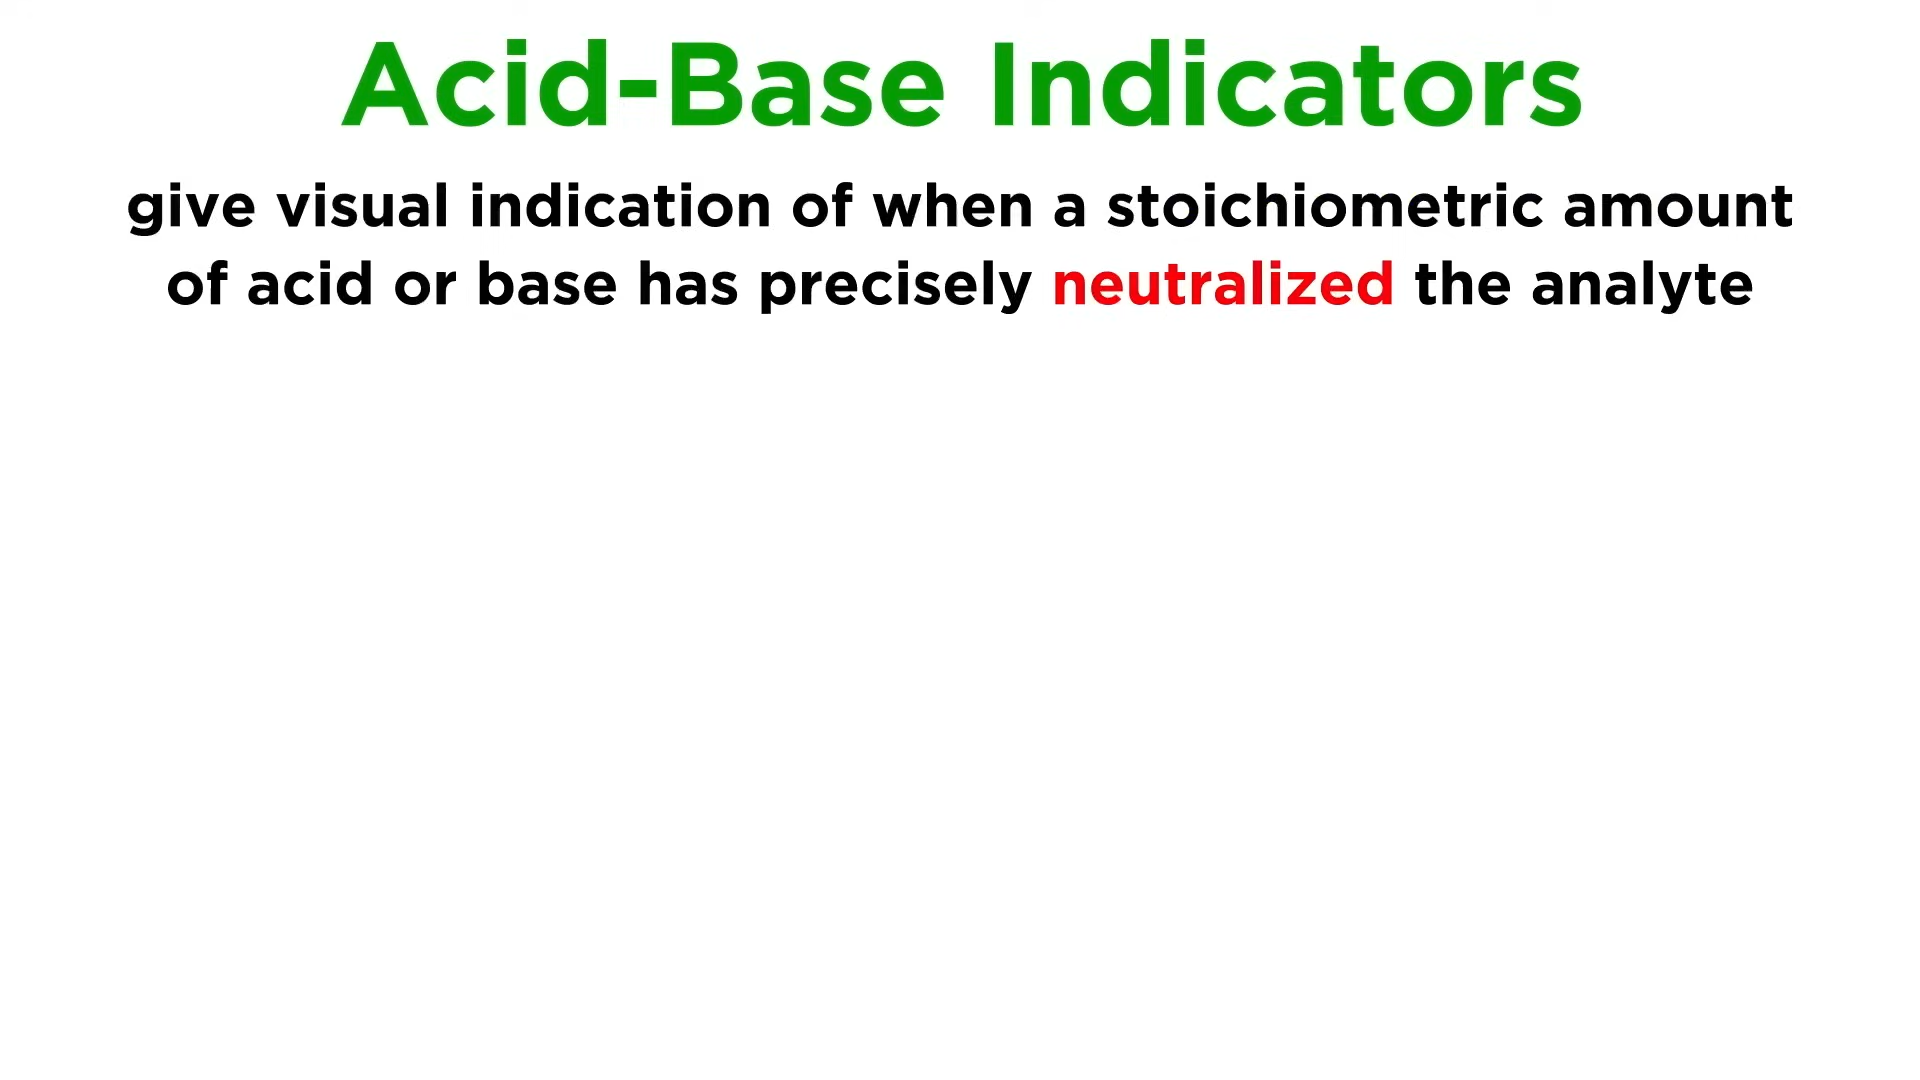 Acid-Base Indicators
give visual indication of when a stoichiometric amount
of acid or base has precisely neutralized the analyte